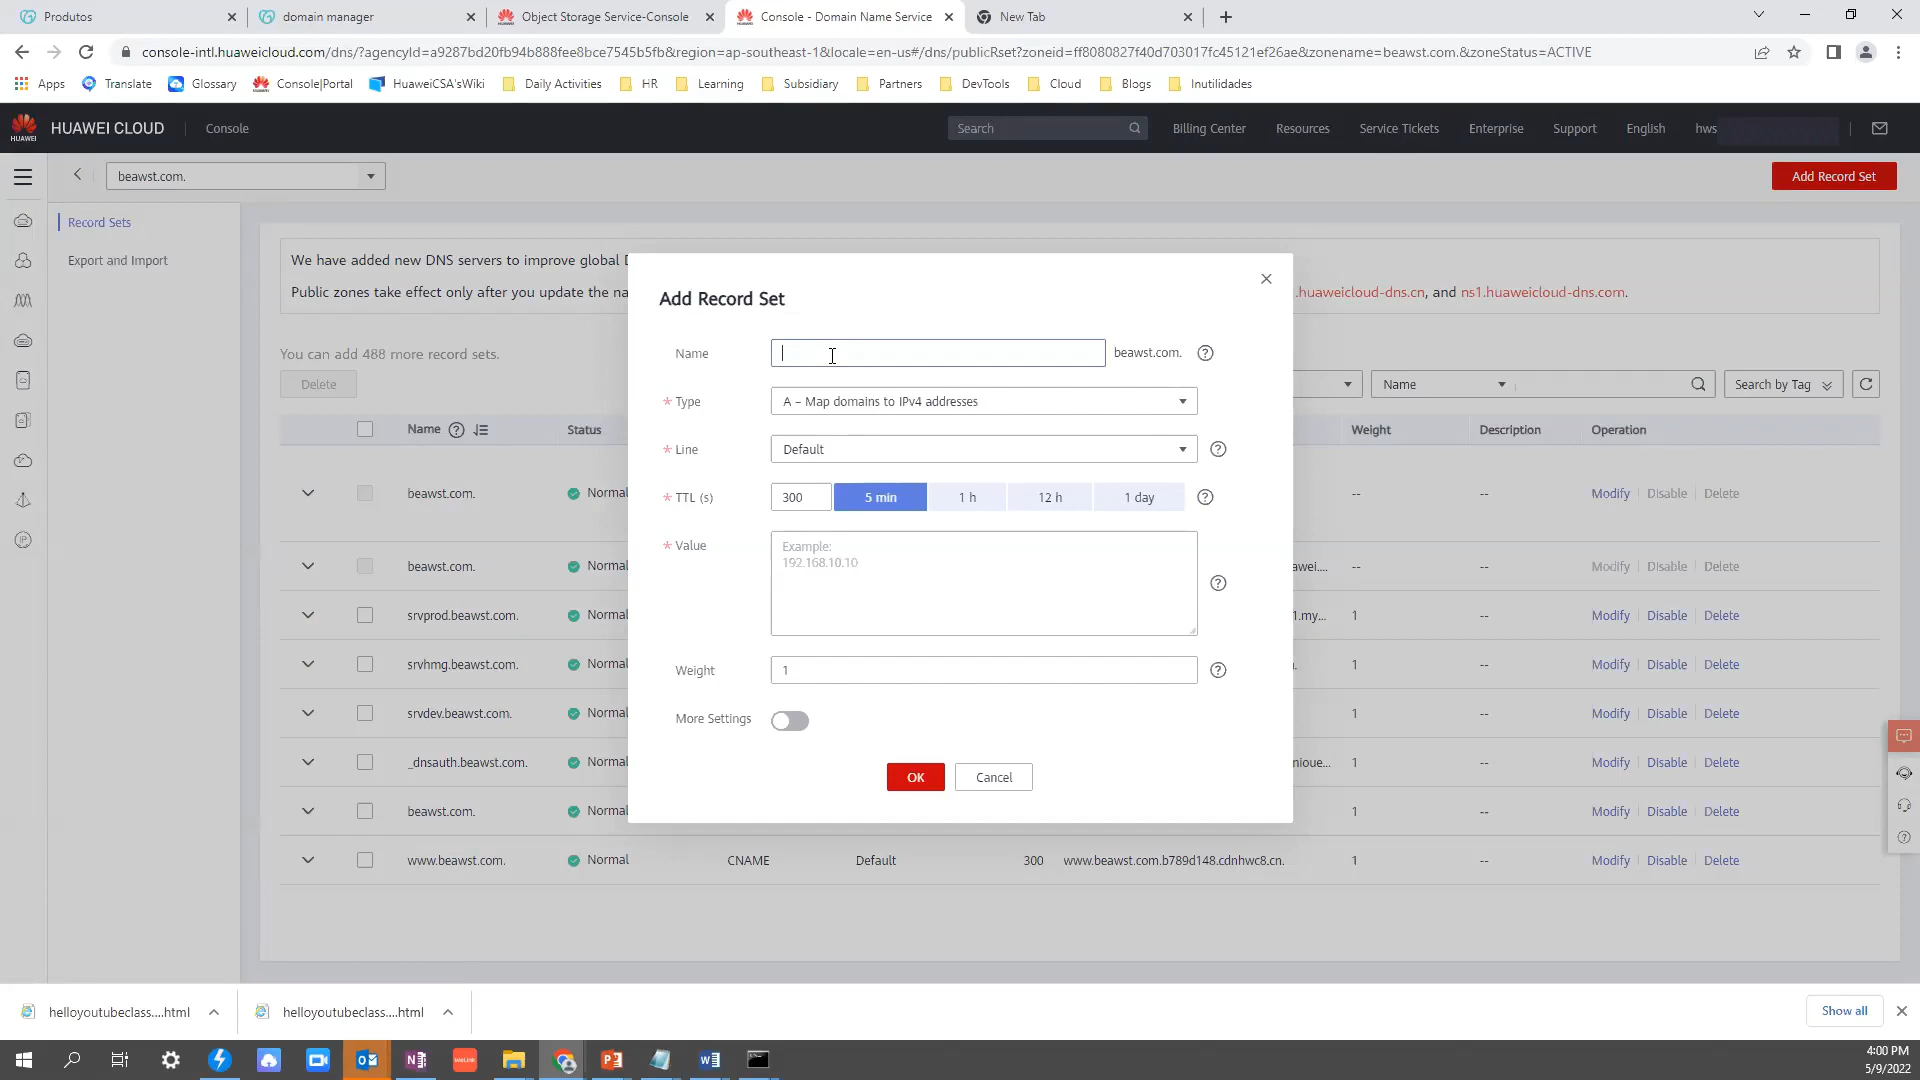 Produtos
domain manager
Object Storage Service-Console
Console - Domain Name Service
New Tab
console-intl.huaweicloud.com/dns/?agencyId=a9287bd20fb94b888fee8bce7545b5fb&region=ap-southeast-1&locale=en-us#/dns/publicRset?zoneid=ff8080827f40d703017fc45121ef26ae&zonename=beawst.com.&zoneStatus=ACTIVE
Apps
Translate
Glossary
Console|Portal
HuaweiCSA'sWiki
Daily Activities
HR
Learning
Subsidiary
Partners
DevTools
Cloud
Blogs
Inutilidades
HUAWEI
HUAWEI CLOUD
Console
Search
Billing Center
Resources
Service Tickets
Enterprise
Support
English
hws
beawst.com.
Add Record Set
Record Sets
Export and Import
We have added new DNS servers to improve global D
Public zones take effect only after you update the na
.huaweicloud-dns.cn, and ns1.huaweicloud-dns.com.
You can add 488 more record sets.
Delete
Name
Search by Tag
Name Status
Weight Description Operation
beawst.com. Normal -- -- Modify Disable Delete
beawst.com. Normal awei.... -- -- Modify Disable Delete
srvprod.beawst.com. Normal 1.my... 1 -- Modify Disable Delete
srvhmg.beawst.com. Normal . 1 -- Modify Disable Delete
srvdev.beawst.com. Normal 1 -- Modify Disable Delete
_dnsauth.beawst.com. Normal nioue... 1 -- Modify Disable Delete
beawst.com. Normal 1 -- Modify Disable Delete
www.beawst.com. Normal CNAME Default 300 www.beawst.com.b789d148.cdnhwc8.cn. 1 -- Modify Disable Delete
Add Record Set
Name beawst.com.
* Type A – Map domains to IPv4 addresses
* Line Default
* TTL (s) 300 5 min 1 h 12 h 1 day
* Value Example:
192.168.10.10
Weight 1
More Settings
OK Cancel
helloyoutubeclass....html
helloyoutubeclass....html
Show all
4:00 PM
5/9/2022